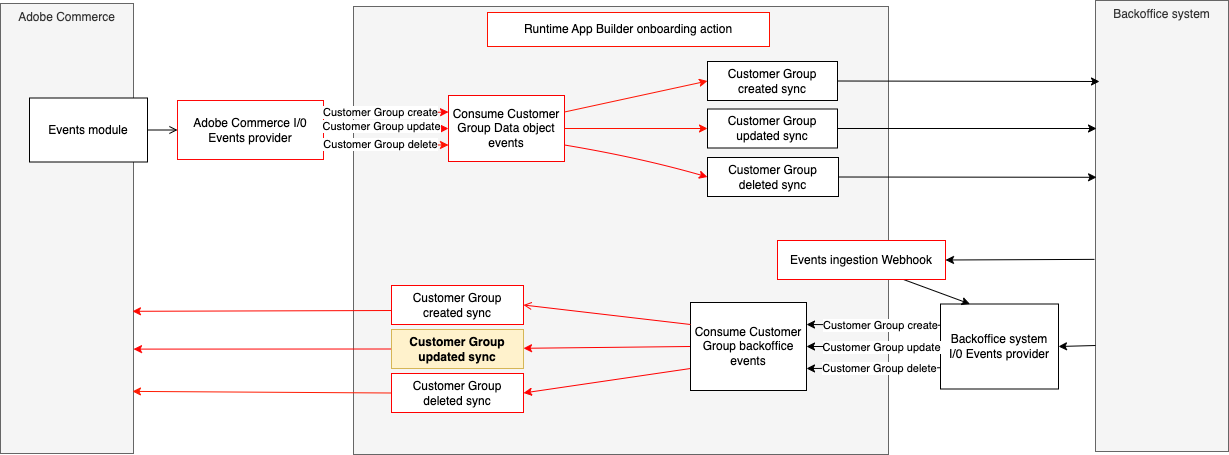 Adobe Commerce
Backoffice system
Runtime App Builder onboarding action
Events module
Adobe Commerce I/0
Events provider
Customer Group create
Customer Group update
Customer Group delete
Consume Customer
Group Data object
events
Customer Group
created sync
Customer Group
updated sync
Customer Group
deleted sync
Events ingestion Webhook
Customer Group
created sync
Customer Group
updated sync
Customer Group
deleted sync
Consume Customer
Group backoffice
events
Customer Group create
Customer Group update
Customer Group delete
Backoffice system
I/0 Events provider